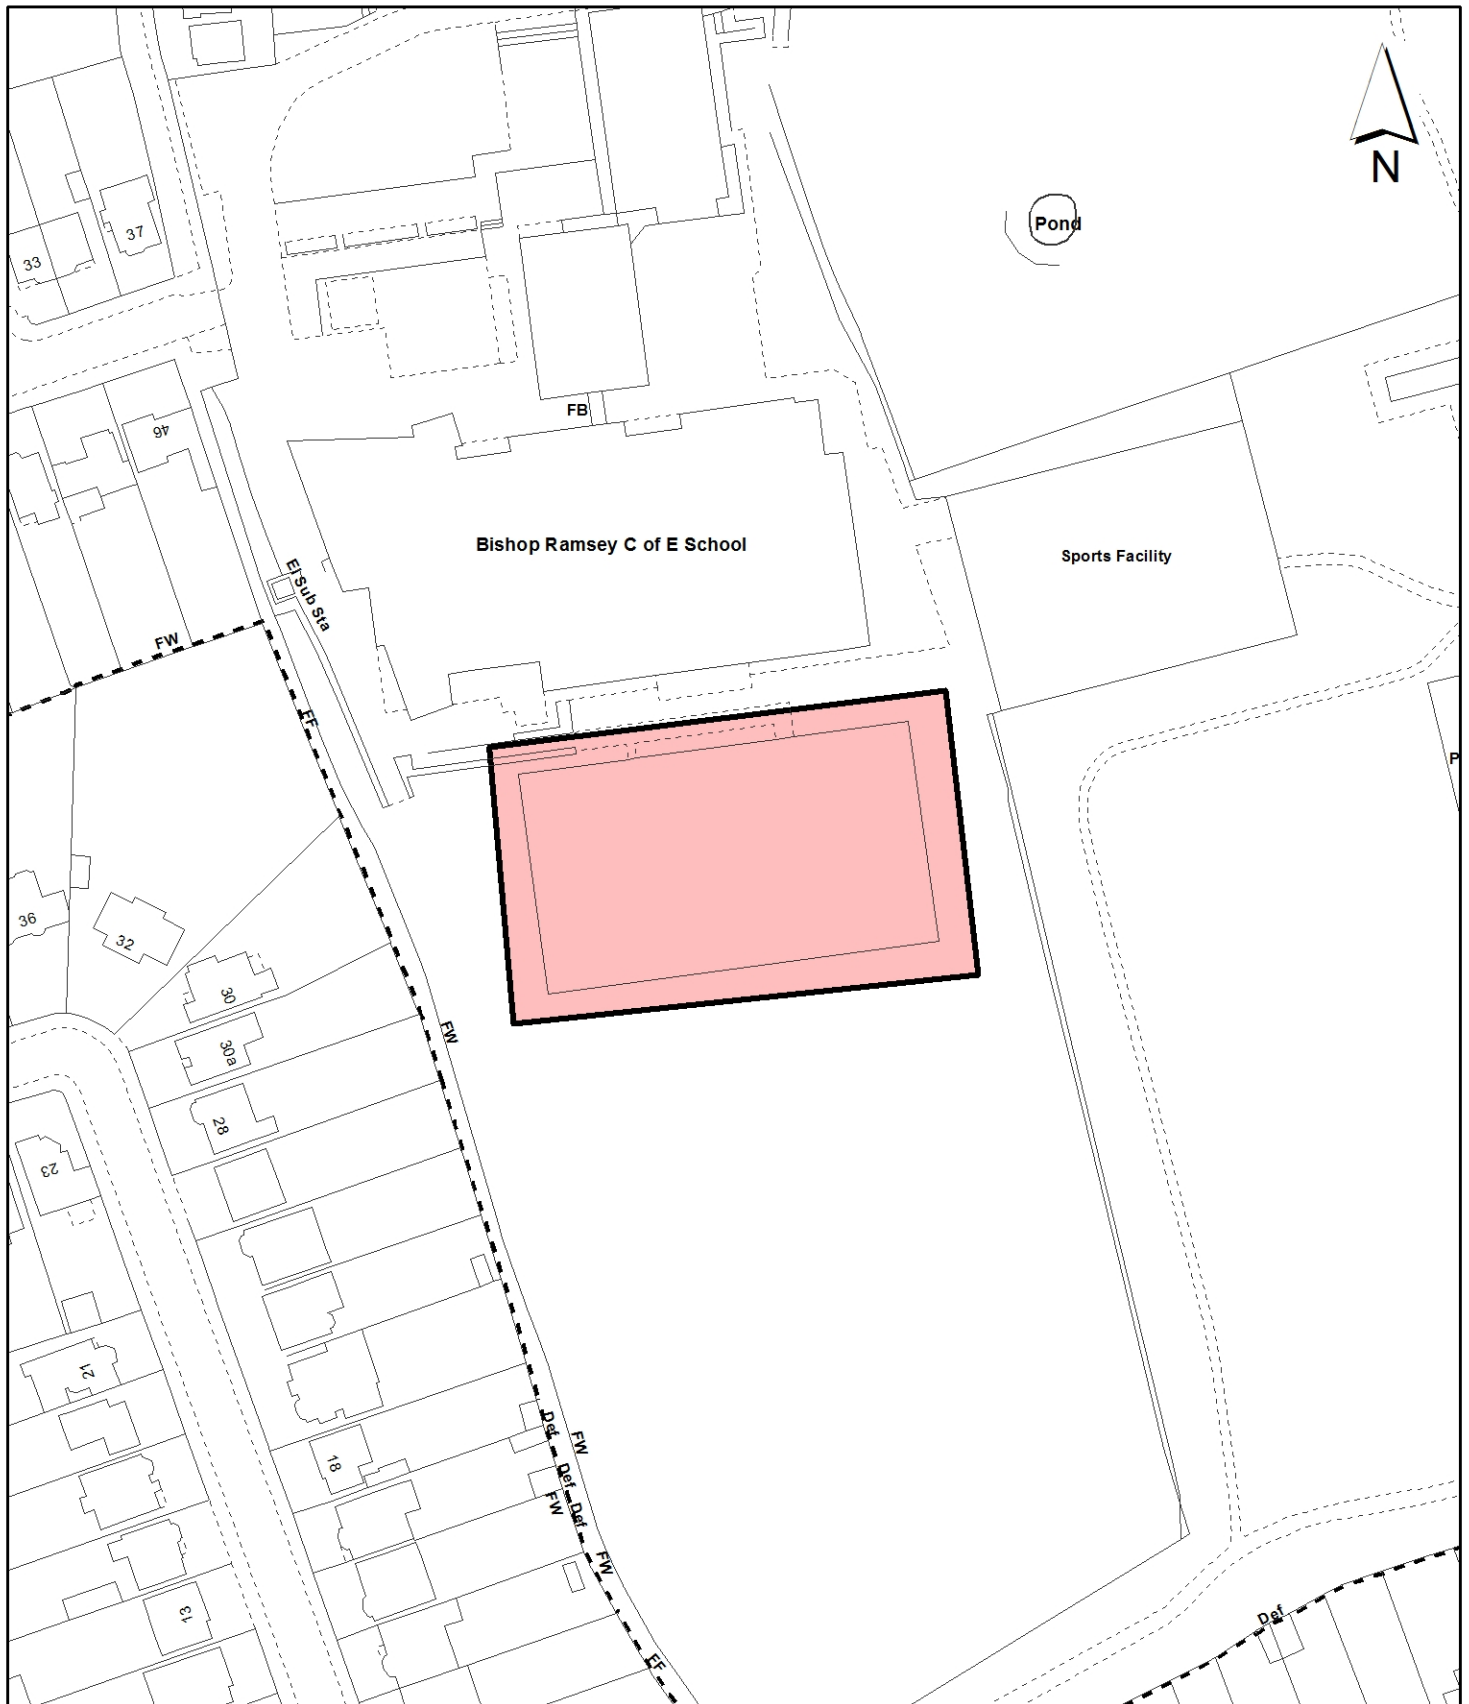 N
Pond
37
33
FB
46
Bishop Ramsey C of E School
Sports Facility
El Sub Sta
FW
FF
P
36
32
30
FW
30a
28
23
21
Def
FW
18
Def
FW
Def
FW
13
Def
FF